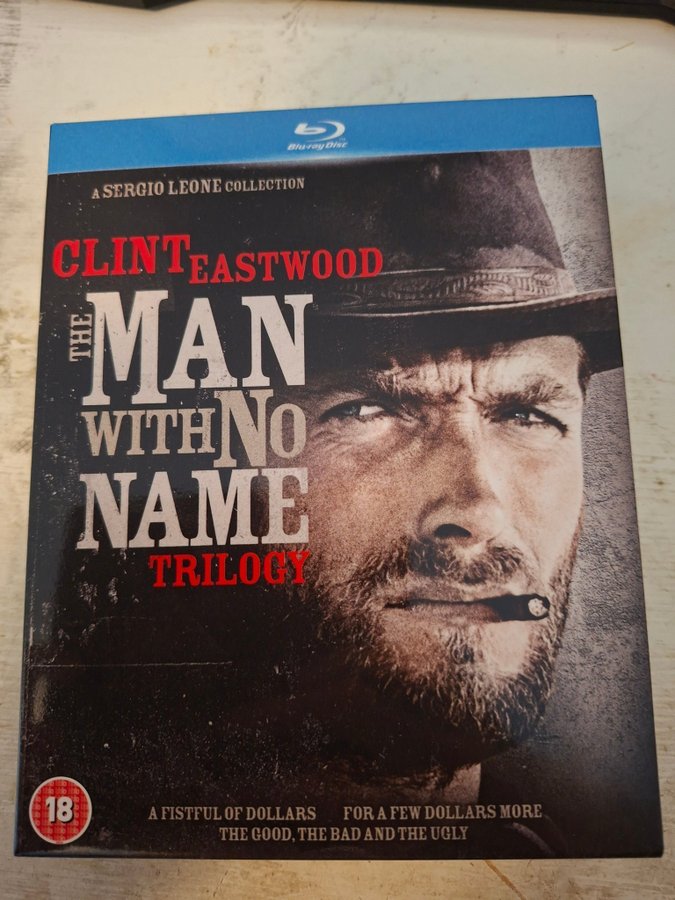 Blu-ray Disc
A SERGIO LEONE COLLECTION
CLINT EASTWOOD
THE MAN
WITH NO
NAME
TRILOGY
18
A FISTFUL OF DOLLARS FOR A FEW DOLLARS MORE
THE GOOD, THE BAD AND THE UGLY